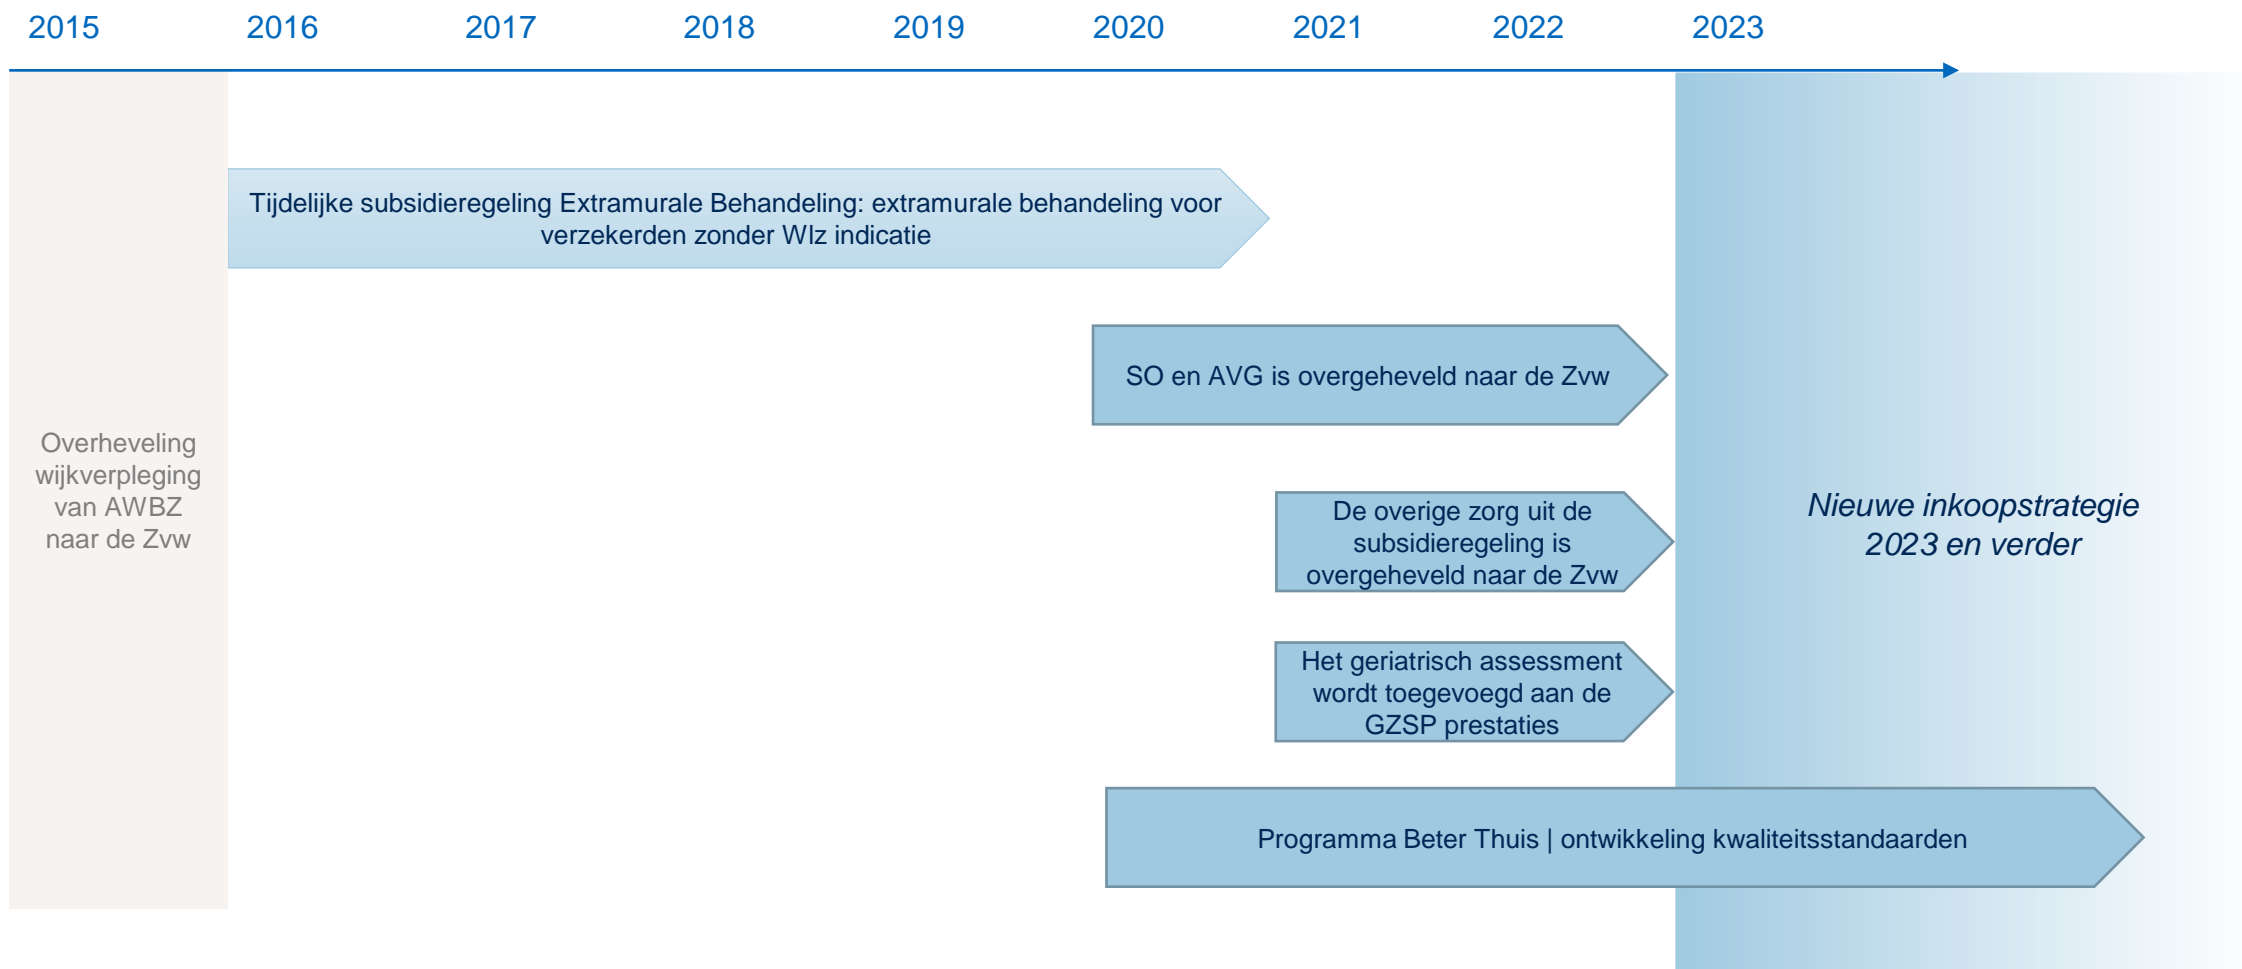 2015 2016 2017 2018 2019 2020 2021 2022 2023
Tijdelijke subsidieregeling Extramurale Behandeling: extramurale behandeling voor
verzekerden zonder Wlz indicatie
SO en AVG is overgeheveld naar de Zvw
Overheveling
wijkverpleging
van AWBZ
naar de Zvw
De overige zorg uit de
subsidieregeling is
overgeheveld naar de Zvw
Nieuwe inkoopstrategie
2023 en verder
Het geriatrisch assessment
wordt toegevoegd aan de
GZSP prestaties
Programma Beter Thuis | ontwikkeling kwaliteitsstandaarden